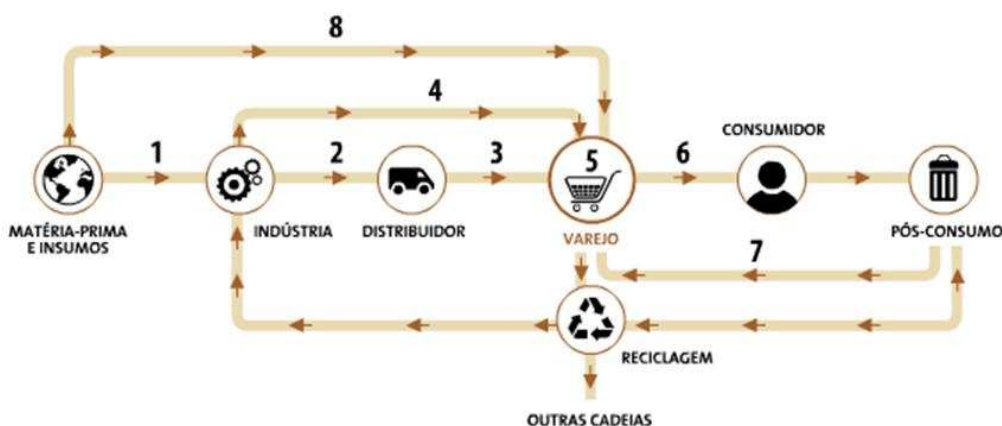 8
4
CONSUMIDOR
1
2
3
5
6
MATÉRIA-PRIMA
E INSUMOS
INDÚSTRIA
DISTRIBUIDOR
VAREJO
PÓS-CONSUMO
7
RECICLAGEM
OUTRAS CADEIAS